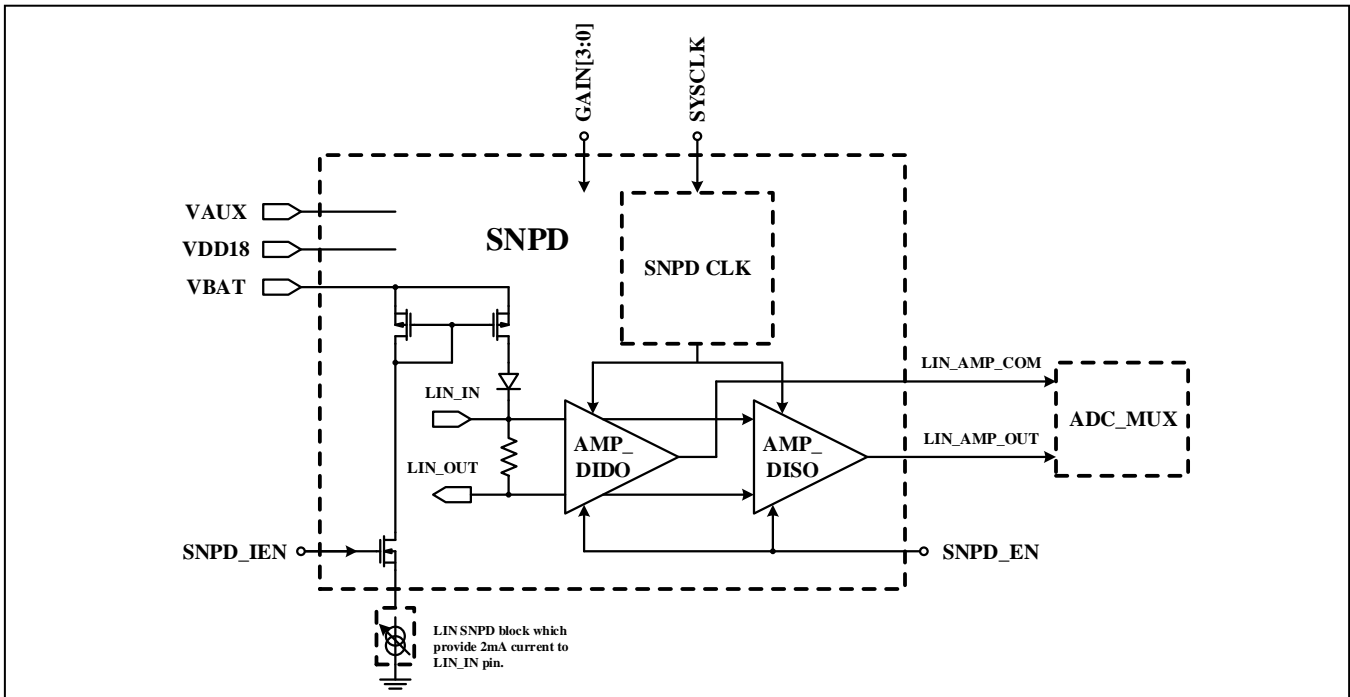 GAIN[3:0]
SYSCLK
VAUX
VDD18
VBAT
SNPD
SNPD CLK
LIN_IN
LIN_OUT
AMP_
DIDO
AMP_
DISO
LIN_AMP_COM
LIN_AMP_OUT
ADC_MUX
SNPD_IEN
SNPD_EN
LIN SNPD block which
provide 2mA current to
LIN_IN pin.